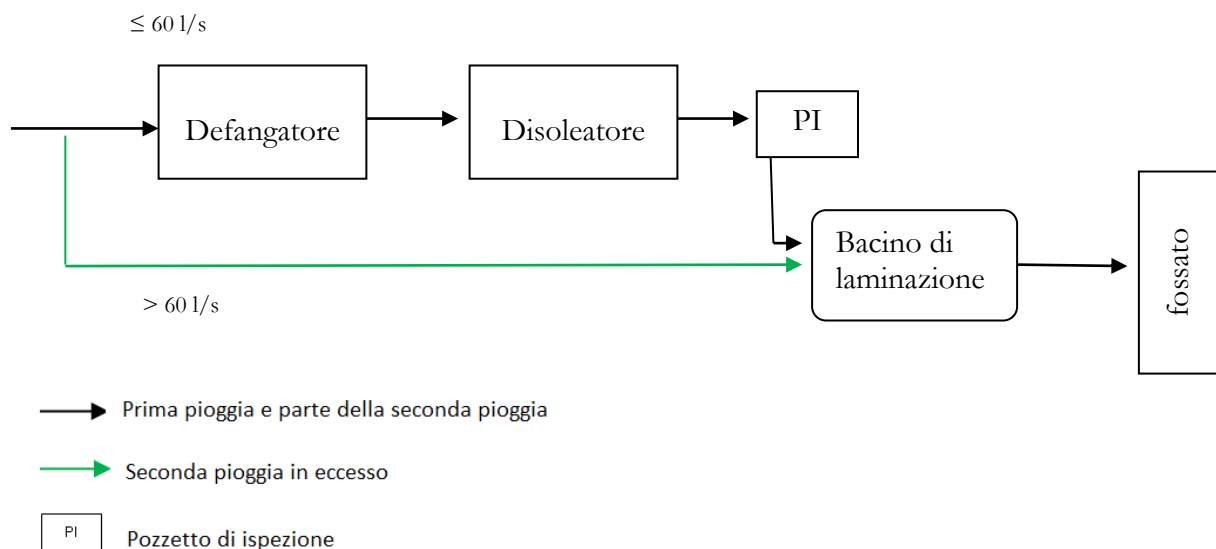 ≤ 60 l/s
Defangatore
Disoleatore
PI
Bacino di
laminazione
fossato
> 60 l/s
Prima pioggia e parte della seconda pioggia
Seconda pioggia in eccesso
PI
Pozzetto di ispezione